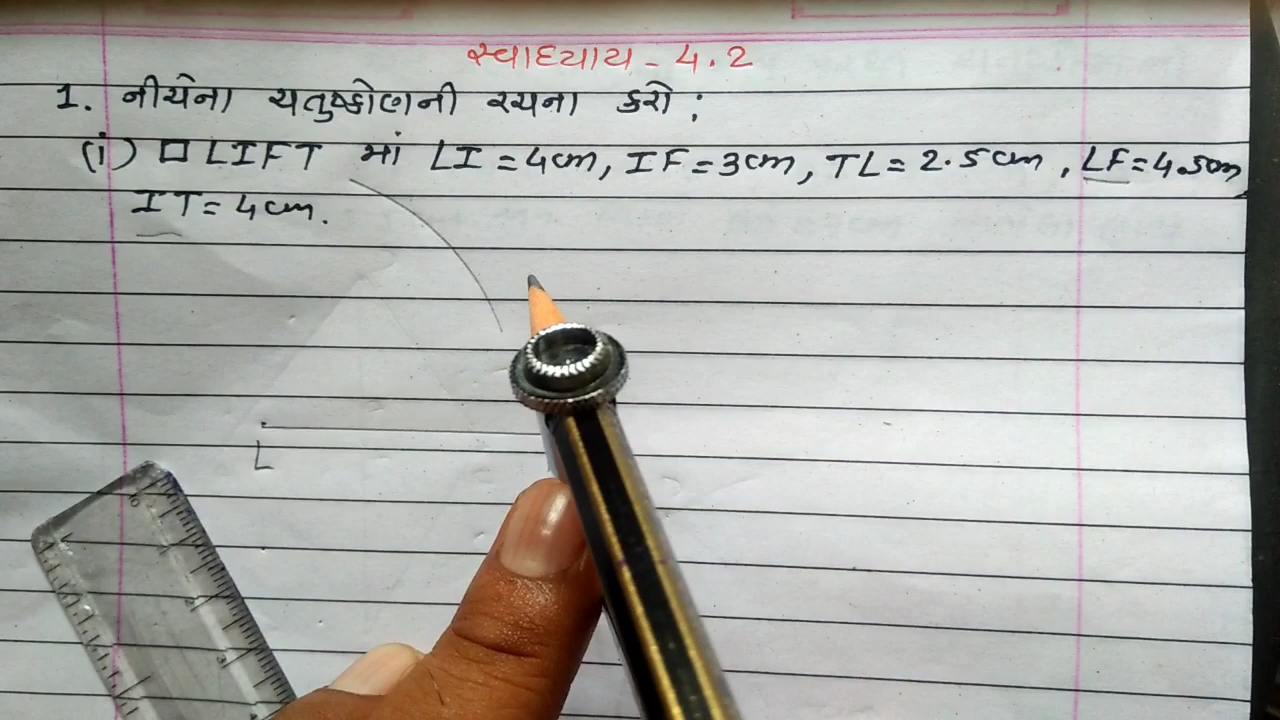 સ્વાધ્યાય - 4.2
1. નીચેના ચતુષ્કોણની રચના કરો :
(i) □ LIFT માં LI = 4cm, IF = 3cm, TL = 2.5cm, LF = 4.5cm
IT = 4cm.
L